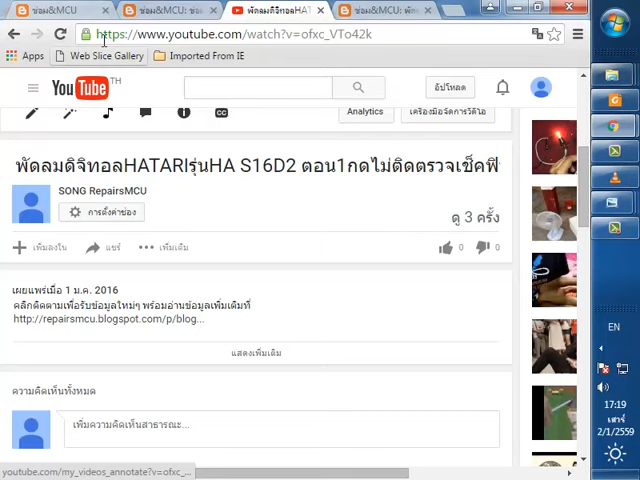 ซ่อม&MCU
ซ่อม&MCU: ซ่อม
พัดลมดิจิทอลHAT
ซ่อม&MCU: พัดล
https://www.youtube.com/watch?v=ofxc_VTo42k
Apps
Web Slice Gallery
Imported From IE
YouTube TH
อัปโหลด
Analytics
เครื่องมือจัดการวิดีโอ
พัดลมดิจิทอลHATARIรุ่นHA S16D2 ตอน1กดไม่ติดตรวจเช็คฟิ
SONG RepairsMCU
การตั้งค่าช่อง
ดู 3 ครั้ง
เพิ่มลงใน
แชร์
เพิ่มเติม
0
0
เผยแพร่เมื่อ 1 ม.ค. 2016
คลิกติดตามเพื่อรับข้อมูลใหม่ๆ พร้อมอ่านข้อมูลเพิ่มเติมที่
http://repairsmcu.blogspot.com/p/blog...
แสดงเพิ่มเติม
ความคิดเห็นทั้งหมด
เพิ่มความคิดเห็นสาธารณะ...
youtube.com/my_videos_annotate?v=ofxc_...
EN
17:19
เสาร์
2/1/2559